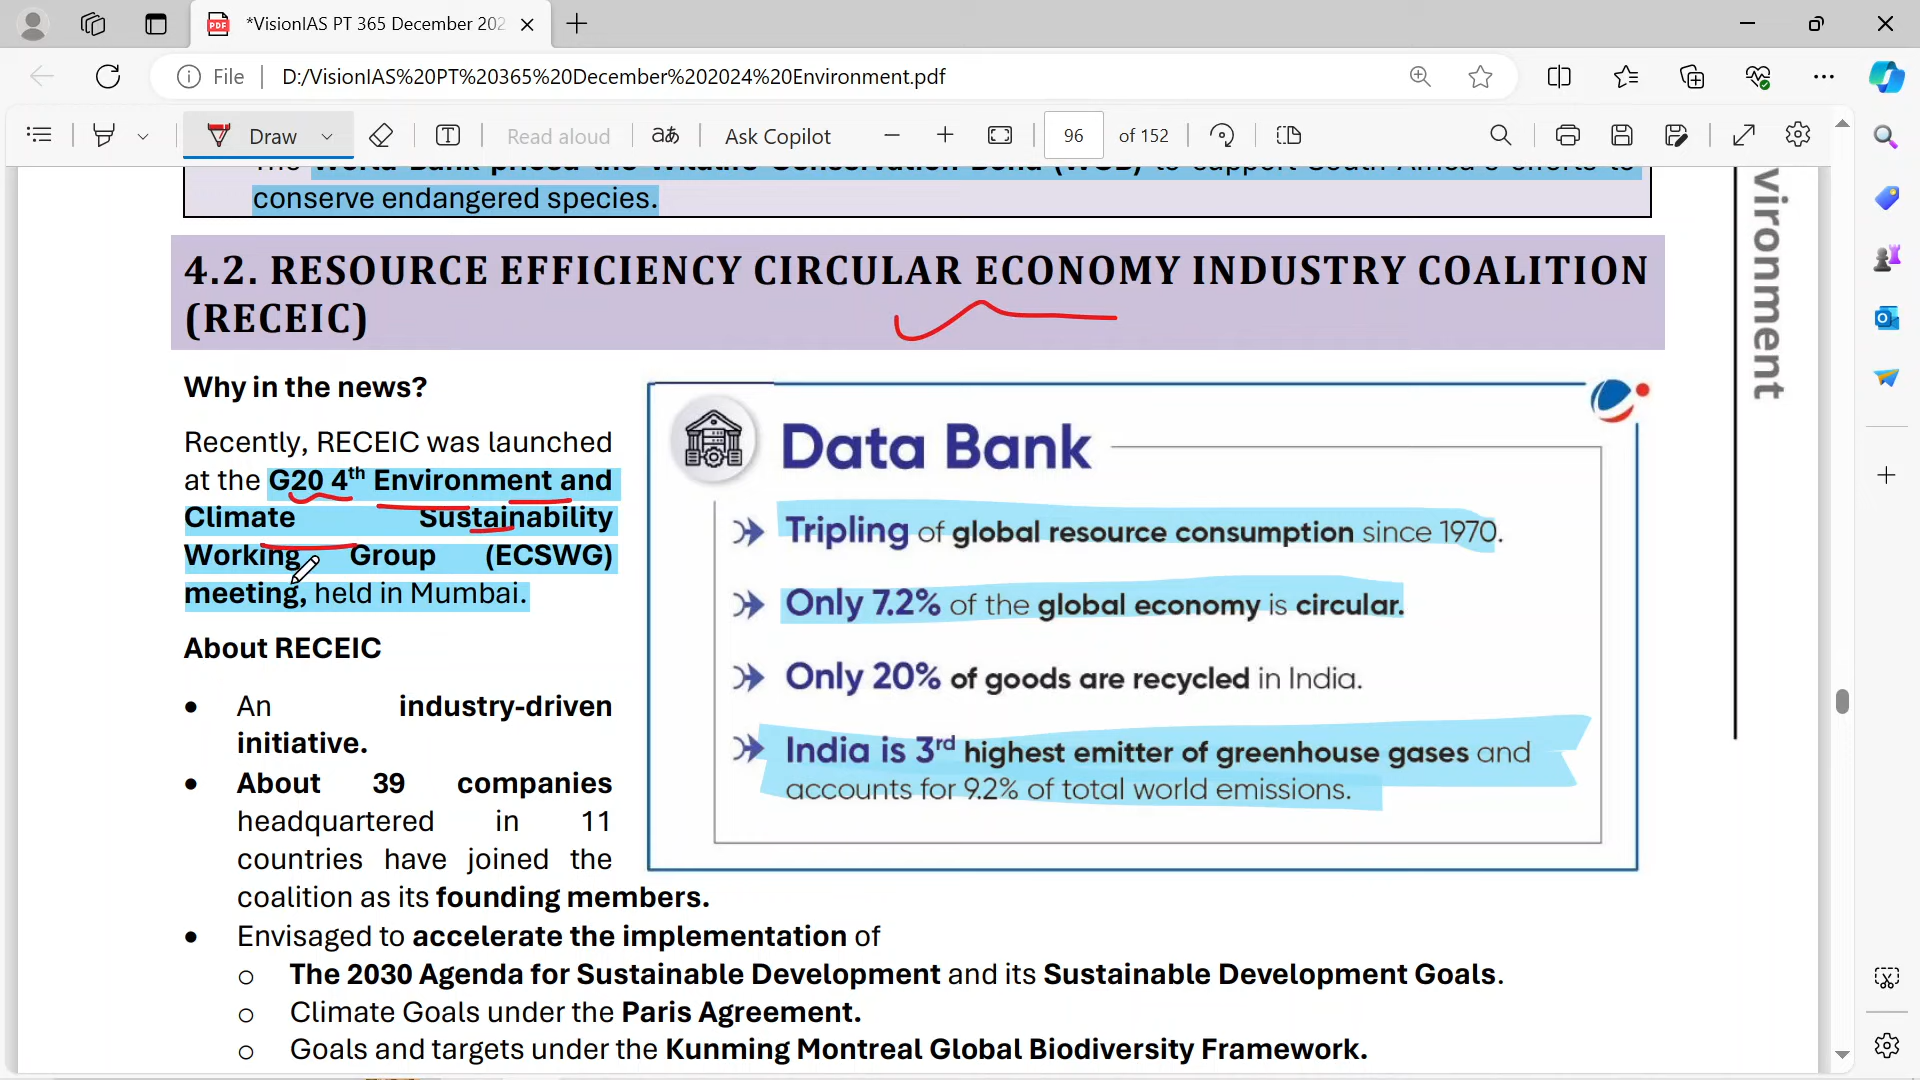 *VisionIAS PT 365 December 202
File
D:/VisionIAS%20PT%20365%20December%202024%20Environment.pdf
Draw
Read aloud
aあ
Ask Copilot
96
of 152
conserve endangered species.
4.2. RESOURCE EFFICIENCY CIRCULAR ECONOMY INDUSTRY COALITION
(RECEIC)
Why in the news?
Recently, RECEIC was launched
at the G20 4th Environment and
Climate Sustainability
Working Group (ECSWG)
meeting, held in Mumbai.
About RECEIC
• An industry-driven
initiative.
• About 39 companies
headquartered in 11
countries have joined the
coalition as its founding members.
• Envisaged to accelerate the implementation of
o The 2030 Agenda for Sustainable Development and its Sustainable Development Goals.
o Climate Goals under the Paris Agreement.
o Goals and targets under the Kunming Montreal Global Biodiversity Framework.
Data Bank
Tripling of global resource consumption since 1970.
Only 7.2% of the global economy is circular.
Only 20% of goods are recycled in India.
India is 3rd highest emitter of greenhouse gases and
accounts for 9.2% of total world emissions.
vironment